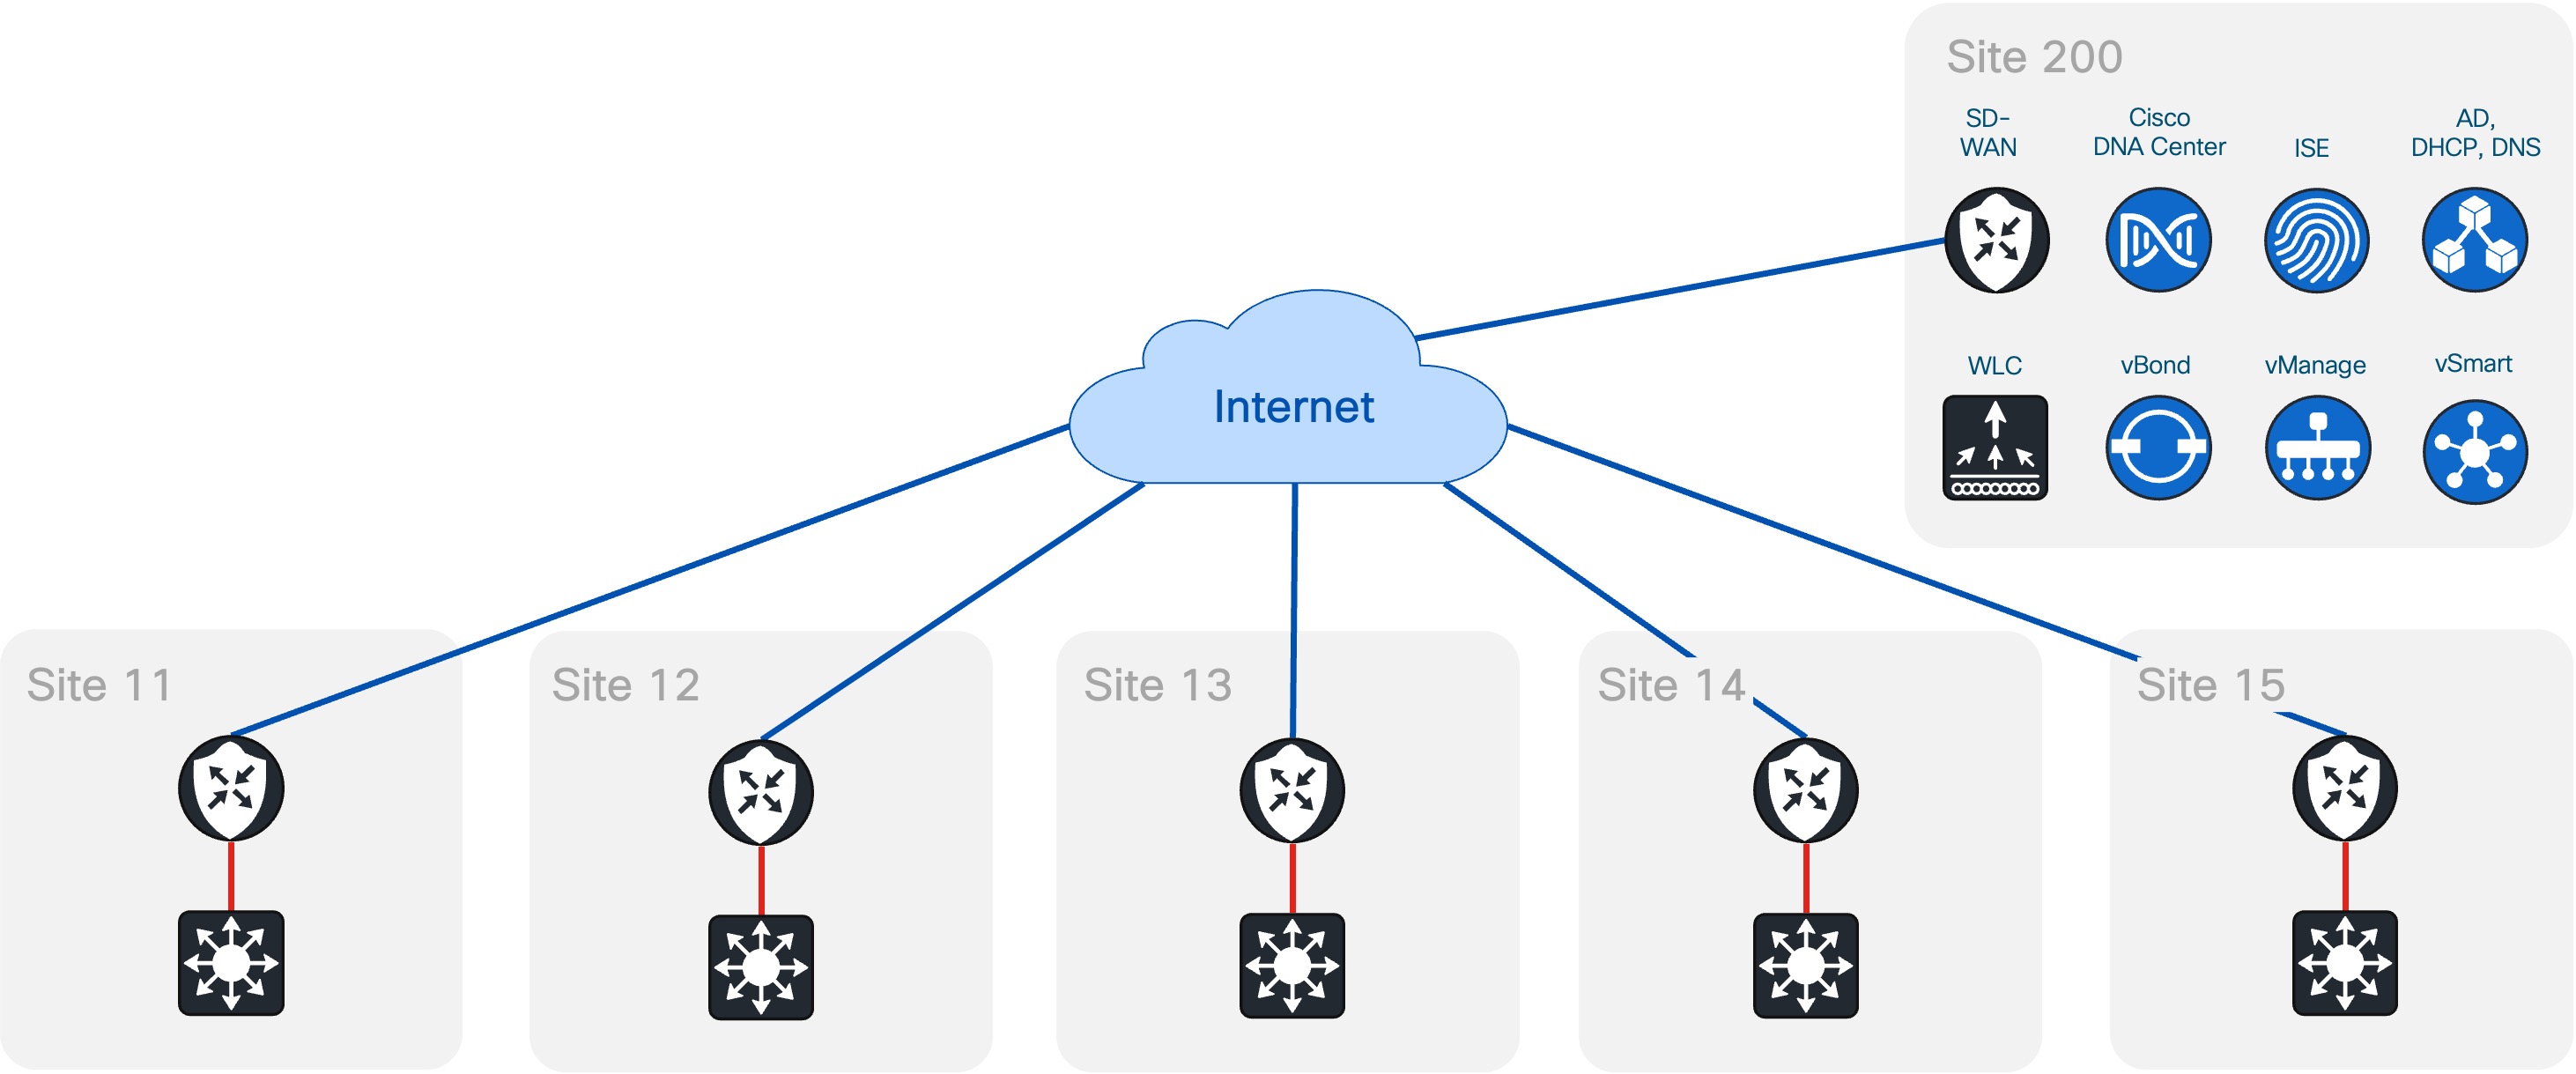 Site 200
SD-
WAN
Cisco
DNA Center
ISE
AD,
DHCP, DNS
WLC
vBond
vManage
vSmart
Internet
Site 11
Site 12
Site 13
Site 14
Site 15